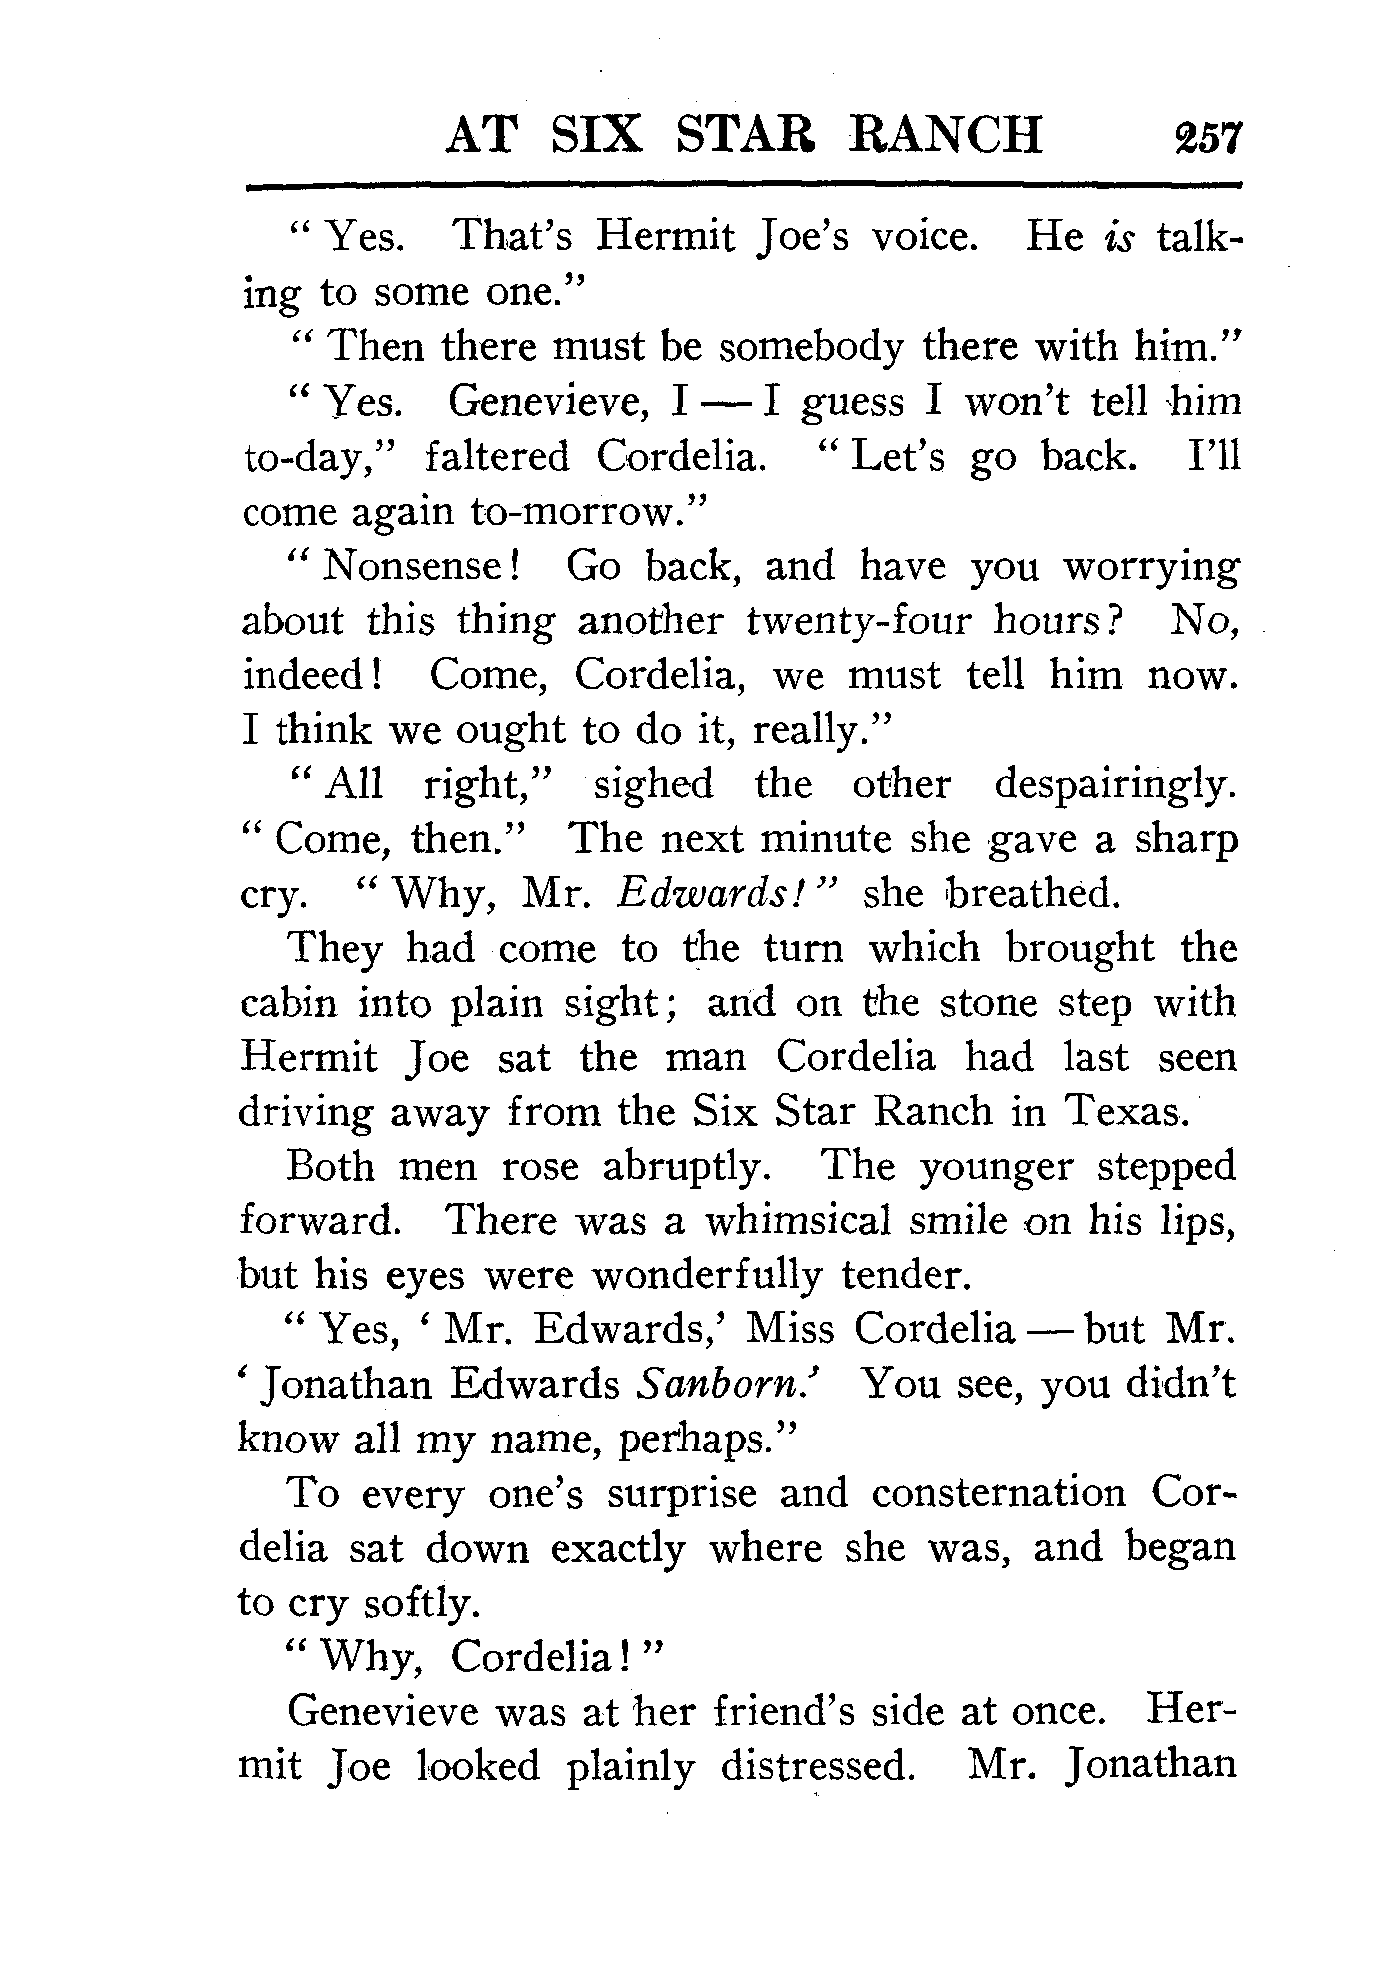 AT SIX STAR RANCH 257
“ Yes. That’s Hermit Joe’s voice. He is talk-
ing to some one.”
“ Then there must be somebody there with him.”
“ Yes. Genevieve, I — I guess I won’t tell him
to-day,” faltered Cordelia. “ Let’s go back. I’ll
come again to-morrow.”
“ Nonsense! Go back, and have you worrying
about this thing another twenty-four hours? No,
indeed! Come, Cordelia, we must tell him now.
I think we ought to do it, really.”
“ All right,” sighed the other despairingly.
“ Come, then.” The next minute she gave a sharp
cry. “ Why, Mr. Edwards! ” she breathed.
They had come to the turn which brought the
cabin into plain sight; and on the stone step with
Hermit Joe sat the man Cordelia had last seen
driving away from the Six Star Ranch in Texas.
Both men rose abruptly. The younger stepped
forward. There was a whimsical smile on his lips,
but his eyes were wonderfully tender.
“ Yes, ‘ Mr. Edwards,’ Miss Cordelia — but Mr.
‘ Jonathan Edwards Sanborn.’ You see, you didn’t
know all my name, perhaps.”
To every one’s surprise and consternation Cor-
delia sat down exactly where she was, and began
to cry softly.
“ Why, Cordelia! ”
Genevieve was at her friend’s side at once. Her-
mit Joe looked plainly distressed. Mr. Jonathan